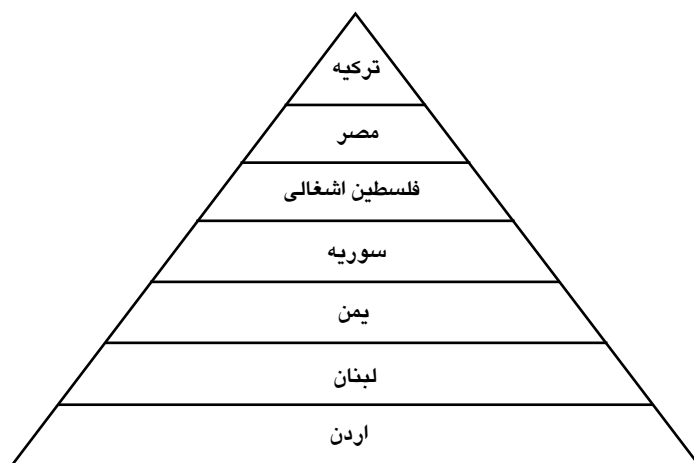 ترکیه
مصر
فلسطین اشغالی
سوریه
یمن
لبنان
اردن